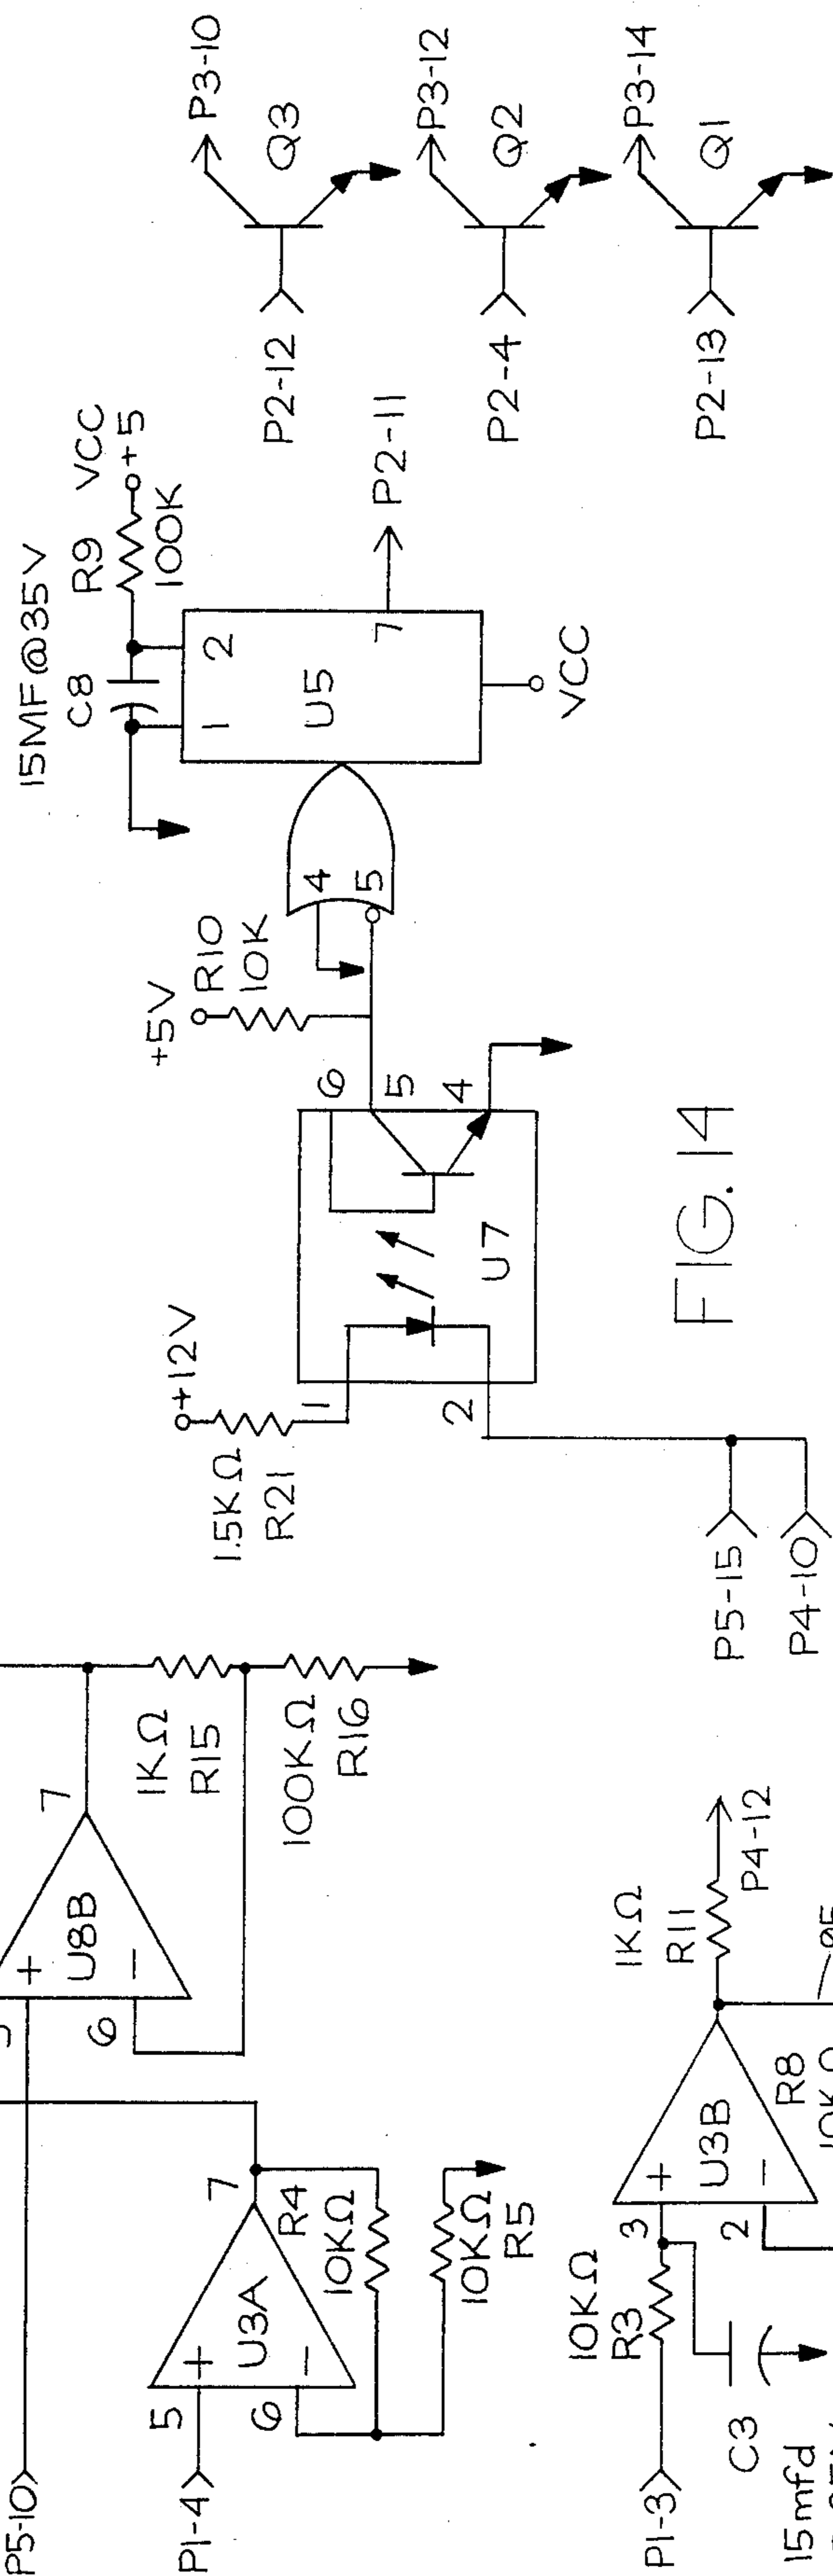 P5-10
6
+
U8B
−
7
1KΩ
R15
100KΩ
R16
P1-4
5
6
+
U3A
−
7
R4
10KΩ
10KΩ
R5
P1-3
10KΩ
R3
C3
15mfd
3
2
+
U3B
−
1KΩ
R11
P4-12
R8
+12V
1.5KΩ
R21
1
2
U7
6
5
4
P5-15
P4-10
+5V
R10
10K
4
5
15MF@35V
C8
R9
100K
VCC
+5
1
2
U5
7
P2-11
VCC
P2-12
P3-10
Q3
P2-4
P3-12
Q2
P2-13
P3-14
Q1
FIG. 14